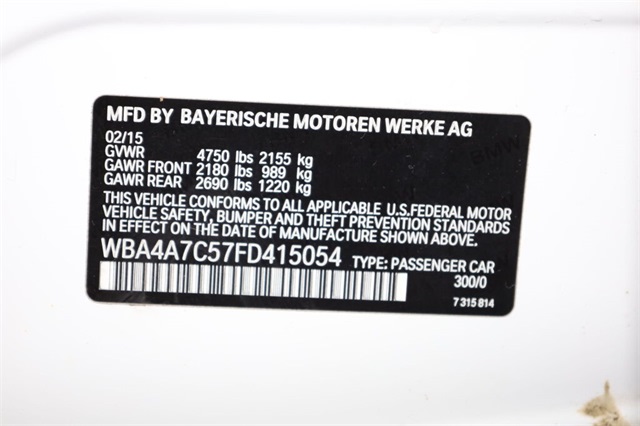 MFD BY BAYERISCHE MOTOREN WERKE AG
02/15
GVWR 4750 lbs 2155 kg
GAWR FRONT 2180 lbs 989 kg
GAWR REAR 2690 lbs 1220 kg
THIS VEHICLE CONFORMS TO ALL APPLICABLE U.S.FEDERAL MOTOR
VEHICLE SAFETY, BUMPER AND THEFT PREVENTION STANDARDS
IN EFFECT ON THE DATE OF MANUFACTURE SHOWN ABOVE.
WBA4A7C57FD415054 TYPE: PASSENGER CAR
300/0
7 315 814
BMW